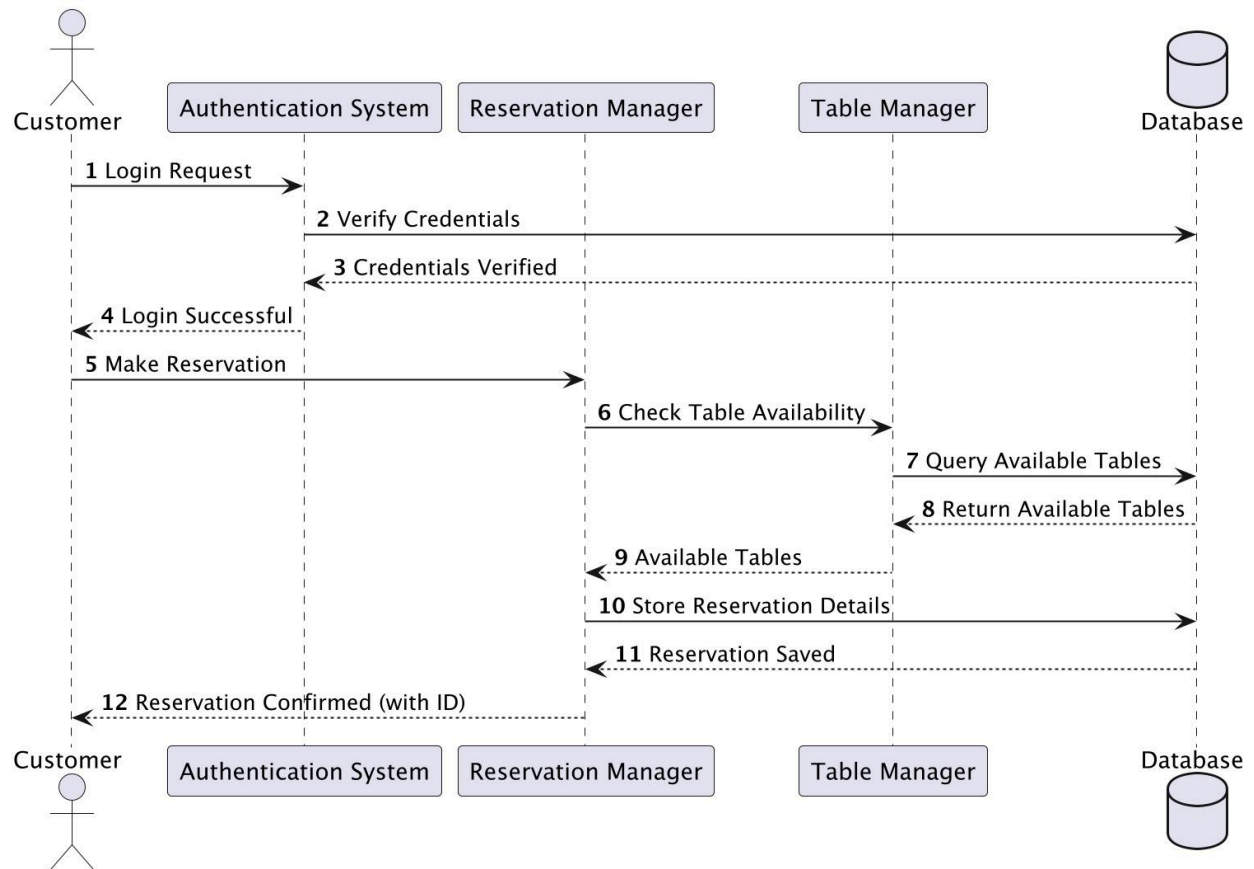 Customer
Authentication System
Reservation Manager
Table Manager
Database
1 Login Request
2 Verify Credentials
3 Credentials Verified
4 Login Successful
5 Make Reservation
6 Check Table Availability
7 Query Available Tables
8 Return Available Tables
9 Available Tables
10 Store Reservation Details
11 Reservation Saved
12 Reservation Confirmed (with ID)
Customer
Authentication System
Reservation Manager
Table Manager
Database